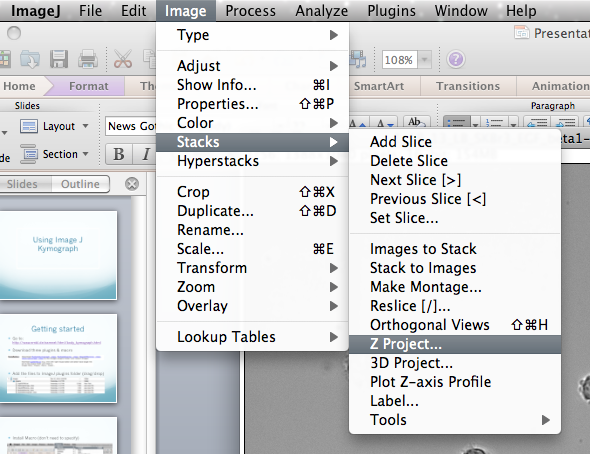 ImageJ File Edit Image Process Analyze Plugins Window Help
Presentat
108%
Home Format Th SmartArt Transitions Animation
Slides Paragraph
Layout News Got
de Section B I
Slides Outline
Type
Adjust
Show Info... ⌘I
Properties... ⇧⌘P
Color
Stacks
Hyperstacks
Crop ⇧⌘X
Duplicate... ⇧⌘D
Rename...
Scale... ⌘E
Transform
Zoom
Overlay
Lookup Tables
Add Slice
Delete Slice
Next Slice [>]
Previous Slice [<]
Set Slice...
Images to Stack
Stack to Images
Make Montage...
Reslice [/]...
Orthogonal Views ⇧⌘H
Z Project...
3D Project...
Plot Z-axis Profile
Label...
Tools
Using Image J
Kymograph
Getting started